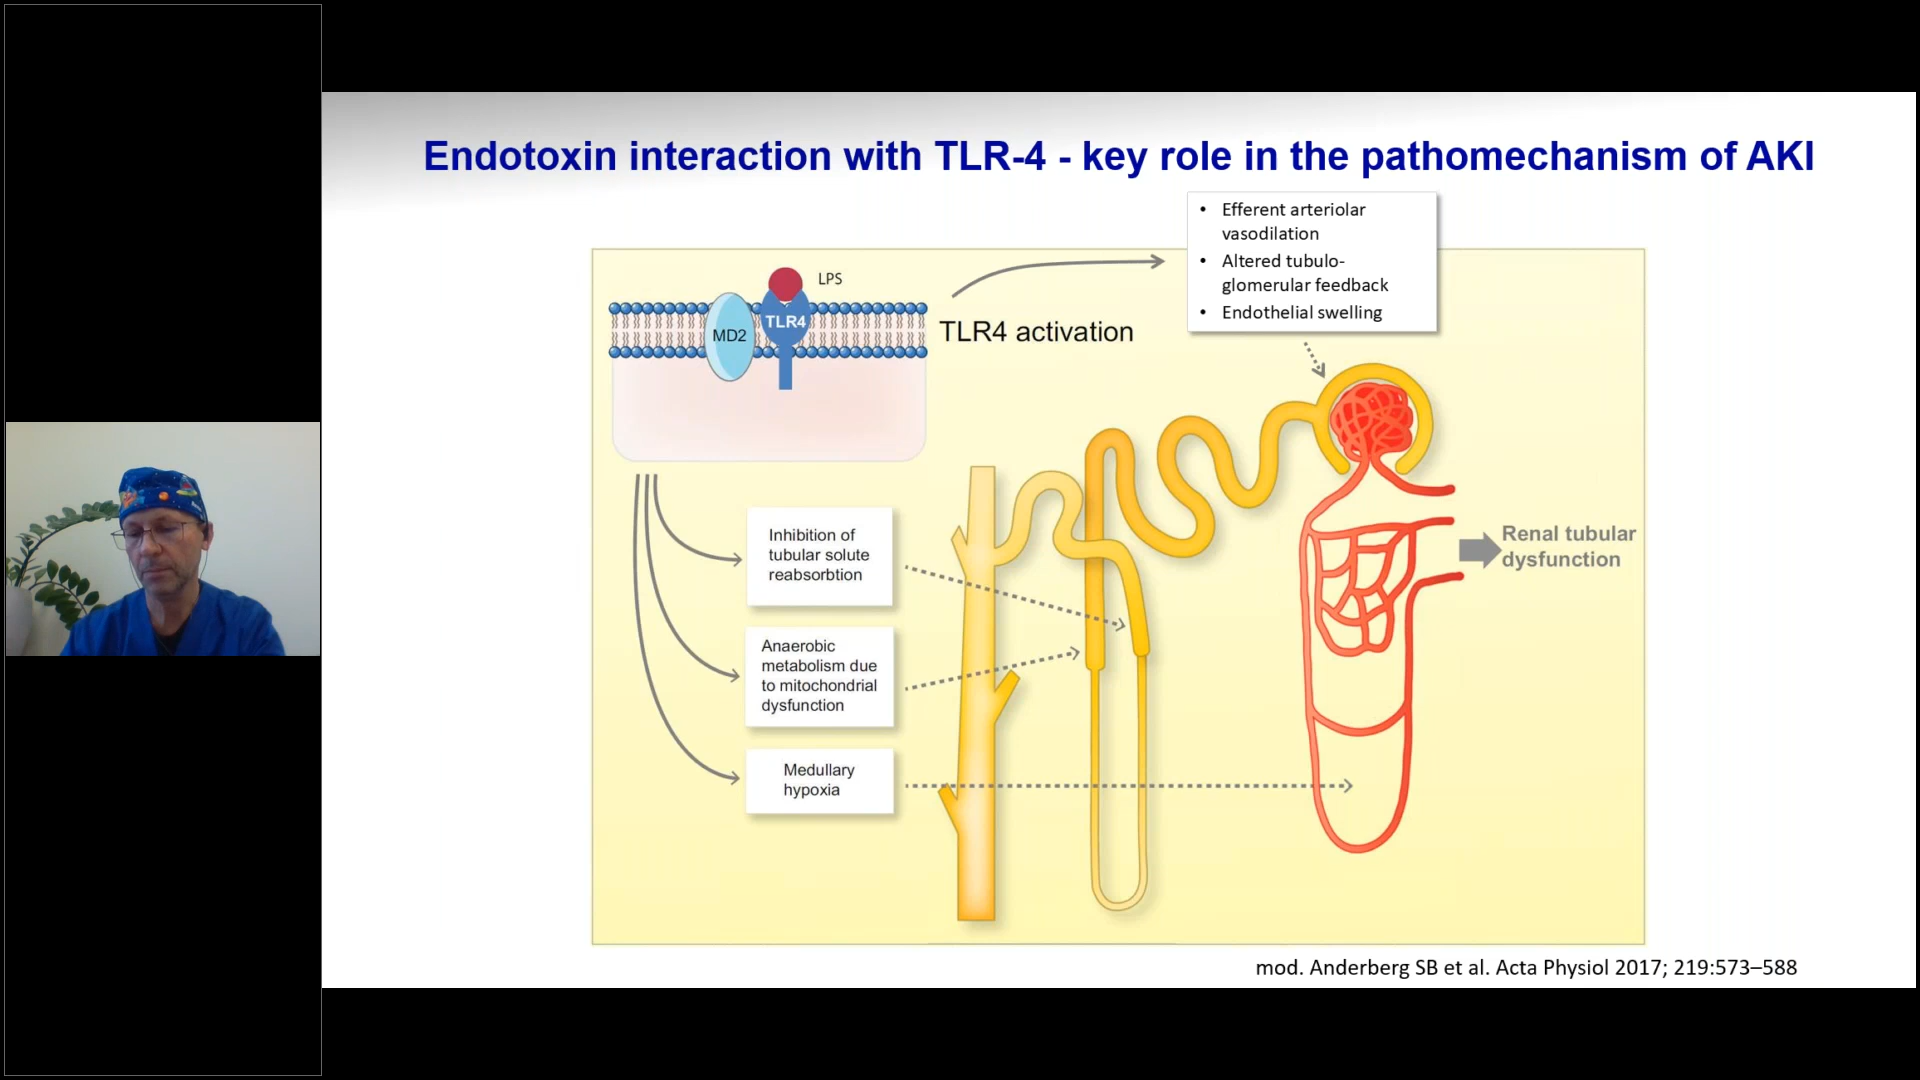 Endotoxin interaction with TLR-4 - key role in the pathomechanism of AKI
• Efferent arteriolar
vasodilation
• Altered tubulo-
glomerular feedback
• Endothelial swelling
LPS
TLR4
MD2
TLR4 activation
Inhibition of
tubular solute
reabsorbtion
Anaerobic
metabolism due
to mitochondrial
dysfunction
Medullary
hypoxia
Renal tubular
dysfunction
mod. Anderberg SB et al. Acta Physiol 2017; 219:573–588